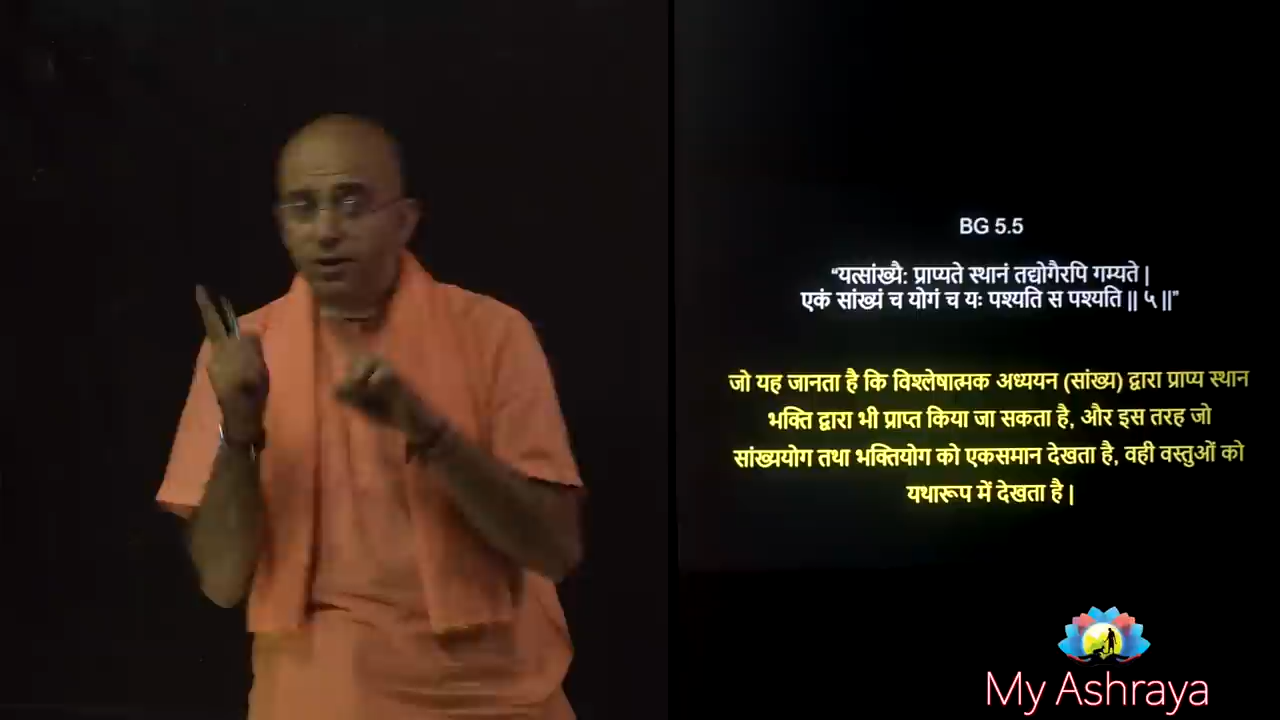 BG 5.5
“यत्सांख्यै: प्राप्यते स्थानं तद्योगैरपि गम्यते |
एकं सांख्यं च योगं च यः पश्यति स पश्यति || ५ ||”
जो यह जानता है कि विश्लेषात्मक अध्ययन (सांख्य) द्वारा प्राप्य स्थान
भक्ति द्वारा भी प्राप्त किया जा सकता है, और इस तरह जो
सांख्ययोग तथा भक्तियोग को एकसमान देखता है, वही वस्तुओं को
यथारूप में देखता है |
My Ashraya